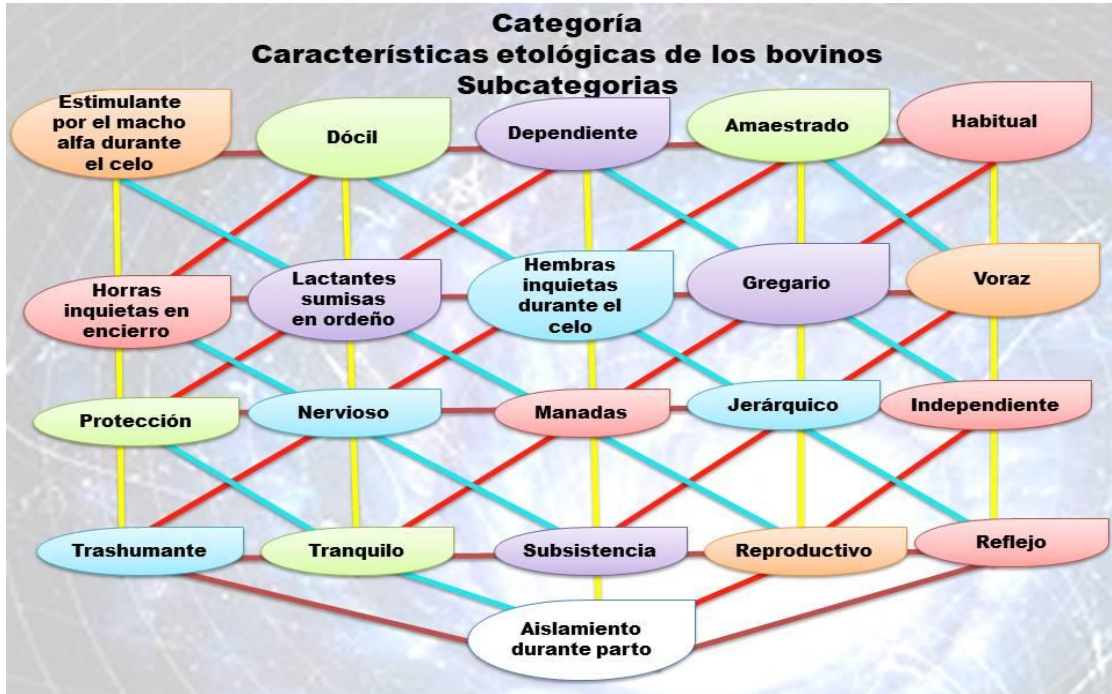 Categoría
Características etológicas de los bovinos
Subcategorias
Estimulante
por el macho
alfa durante
el celo
Dócil
Dependiente
Amaestrado
Habitual
Horras
inquietas en
encierro
Lactantes
sumisas
en ordeño
Hembras
inquietas
durante el
celo
Gregario
Voraz
Protección
Nervioso
Manadas
Jerárquico
Independiente
Trashumante
Tranquilo
Subsistencia
Reproductivo
Reflejo
Aislamiento
durante parto